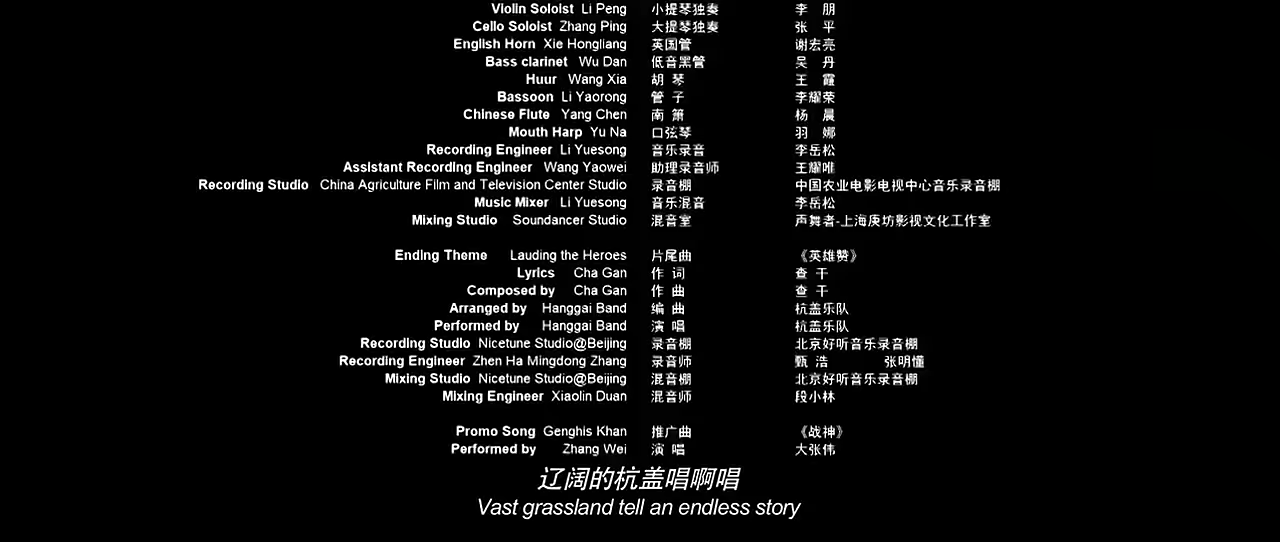 Violin Soloist Li Peng 小提琴独奏 李 朋
Cello Soloist Zhang Ping 大提琴独奏 张 平
English Horn Xie Hongliang 英国管 谢宏亮
Bass clarinet Wu Dan 低音黑管 吴 丹
Huur Wang Xia 胡 琴 王 霞
Bassoon Li Yaorong 管 子 李耀荣
Chinese Flute Yang Chen 南 箫 杨 晨
Mouth Harp Yu Na 口弦琴 羽 娜
Recording Engineer Li Yuesong 音乐录音 李岳松
Assistant Recording Engineer Wang Yaowei 助理录音师 王耀唯
Recording Studio China Agriculture Film and Television Center Studio 录音棚 中国农业电影电视中心音乐录音棚
Music Mixer Li Yuesong 音乐混音 李岳松
Mixing Studio Soundancer Studio 混音室 声舞者-上海庚坊影视文化工作室
Ending Theme Lauding the Heroes 片尾曲 《英雄赞》
Lyrics Cha Gan 作 词 查 干
Composed by Cha Gan 作 曲 查 干
Arranged by Hanggai Band 编 曲 杭盖乐队
Performed by Hanggai Band 演 唱 杭盖乐队
Recording Studio Nicetune Studio@Beijing 录音棚 北京好听音乐录音棚
Recording Engineer Zhen Ha Mingdong Zhang 录音师 甄 浩 张明懂
Mixing Studio Nicetune Studio@Beijing 混音棚 北京好听音乐录音棚
Mixing Engineer Xiaolin Duan 混音师 段小林
Promo Song Genghis Khan 推广曲 《战神》
Performed by Zhang Wei 演 唱 大张伟
辽阔的杭盖唱啊唱
Vast grassland tell an endless story